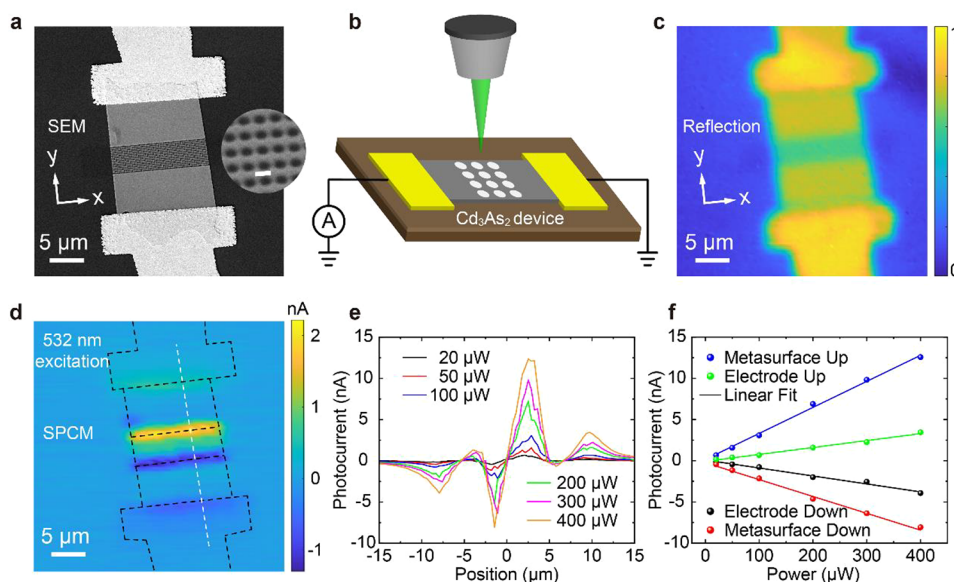 a
SEM
y
x
5 µm
b
A
Cd₃As₂ device
c
Reflection
y
x
5 µm
1
0
d
nA
532 nm
excitation
SPCM
5 µm
2
1
0
-1
e
Photocurrent (nA)
15
10
5
0
-5
-10
20 µW
50 µW
100 µW
200 µW
300 µW
400 µW
-15 -10 -5 0 5 10 15
Position (µm)
f
Photocurrent (nA)
15
10
5
0
-5
-10
Metasurface Up
Electrode Up
Linear Fit
Electrode Down
Metasurface Down
0 100 200 300 400
Power (µW)